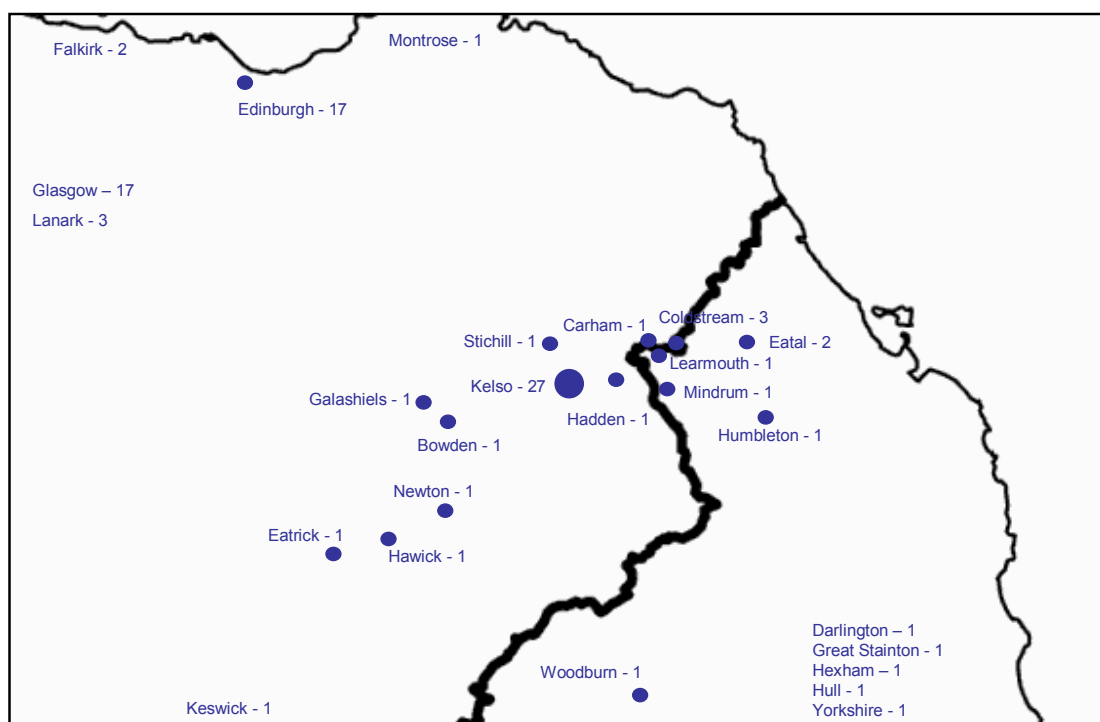 Montrose - 1
Falkirk - 2
Edinburgh - 17
Glasgow – 17
Lanark - 3
Coldstream - 3
Carham - 1
Stichill - 1
Eatal - 2
Learmouth - 1
Kelso - 27
Mindrum - 1
Galashiels - 1
Hadden - 1
Humbleton - 1
Bowden - 1
Newton - 1
Eatrick - 1
Hawick - 1
Darlington – 1
Great Stainton - 1
Hexham – 1
Hull - 1
Yorkshire - 1
Woodburn - 1
Keswick - 1